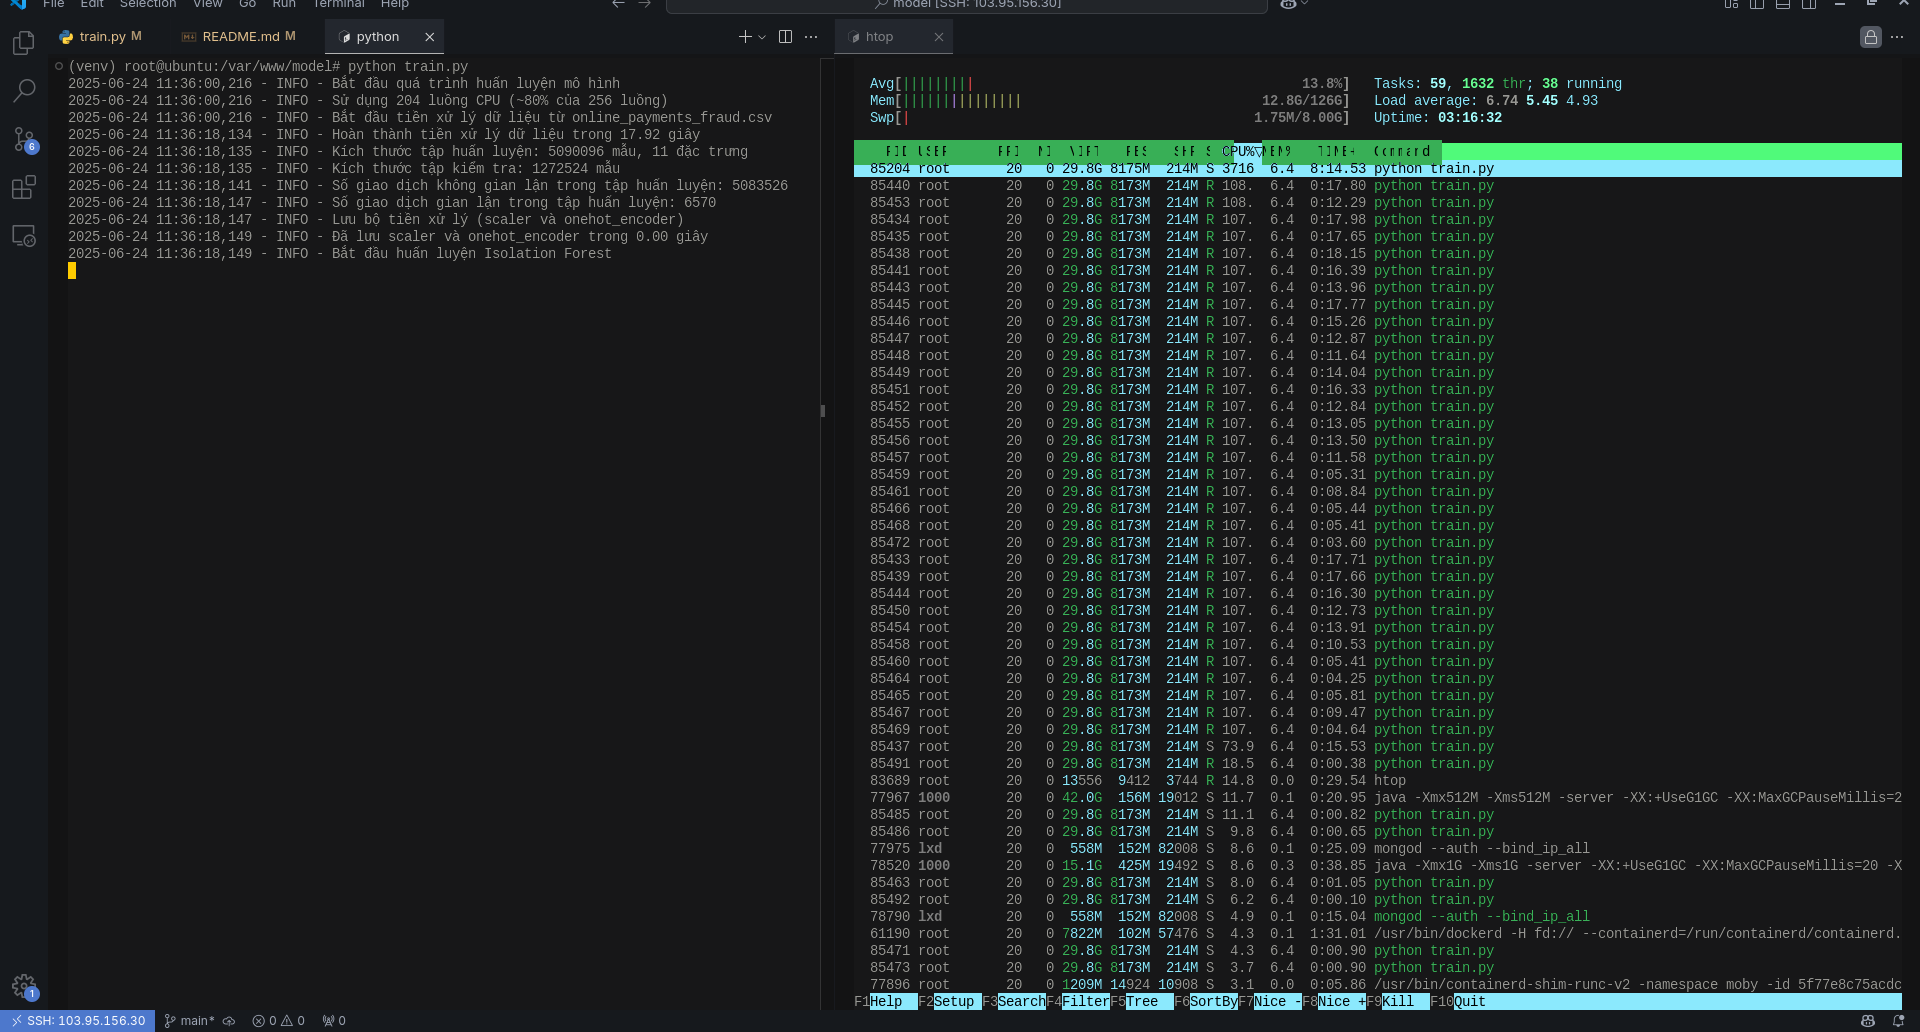 File Edit Selection View Go Run Terminal Help
model [SSH: 103.95.156.30]
train.py M README.md M python
htop
(venv) root@ubuntu:/var/www/model# python train.py
2025-06-24 11:36:00,216 - INFO - Bắt đầu quá trình huấn luyện mô hình
2025-06-24 11:36:00,216 - INFO - Sử dụng 204 luồng CPU (~80% của 256 luồng)
2025-06-24 11:36:00,216 - INFO - Bắt đầu tiền xử lý dữ liệu từ online_payments_fraud.csv
2025-06-24 11:36:18,134 - INFO - Hoàn thành tiền xử lý dữ liêu trong 17.92 giây
2025-06-24 11:36:18,135 - INFO - Kích thước tập huấn luyện: 5090096 mẫu, 11 đặc trưng
2025-06-24 11:36:18,135 - INFO - Kích thước tập kiểm tra: 1272524 mẫu
2025-06-24 11:36:18,141 - INFO - Số giao dịch không gian lận trong tập huấn luyện: 5083526
2025-06-24 11:36:18,147 - INFO - Số giao dịch gian lận trong tập huấn luyện: 6570
2025-06-24 11:36:18,147 - INFO - Lưu bộ tiền xử lý (scaler và onehot_encoder)
2025-06-24 11:36:18,149 - INFO - Đã lưu scaler và onehot_encoder trong 0.00 giây
2025-06-24 11:36:18,149 - INFO - Bắt đầu huấn luyện Isolation Forest
Avg[||||||||| 13.8%] Tasks: 59, 1632 thr; 38 running
Mem[||||||||||||||| 12.8G/126G] Load average: 6.74 5.45 4.93
Swp[| 1.75M/8.00G] Uptime: 03:16:32
PID USER PRI NI VIRT RES SHR S CPU%▽MEM% TIME+ Command
85204 root 20 0 29.8G 8175M 214M S 3716 6.4 8:14.53 python train.py
85440 root 20 0 29.8G 8173M 214M R 108. 6.4 0:17.80 python train.py
85453 root 20 0 29.8G 8173M 214M R 108. 6.4 0:12.29 python train.py
85434 root 20 0 29.8G 8173M 214M R 107. 6.4 0:17.98 python train.py
85435 root 20 0 29.8G 8173M 214M R 107. 6.4 0:17.65 python train.py
85438 root 20 0 29.8G 8173M 214M R 107. 6.4 0:18.15 python train.py
85441 root 20 0 29.8G 8173M 214M R 107. 6.4 0:16.39 python train.py
85443 root 20 0 29.8G 8173M 214M R 107. 6.4 0:13.96 python train.py
85445 root 20 0 29.8G 8173M 214M R 107. 6.4 0:17.77 python train.py
85446 root 20 0 29.8G 8173M 214M R 107. 6.4 0:15.26 python train.py
85447 root 20 0 29.8G 8173M 214M R 107. 6.4 0:12.87 python train.py
85448 root 20 0 29.8G 8173M 214M R 107. 6.4 0:11.64 python train.py
85449 root 20 0 29.8G 8173M 214M R 107. 6.4 0:14.04 python train.py
85451 root 20 0 29.8G 8173M 214M R 107. 6.4 0:16.33 python train.py
85452 root 20 0 29.8G 8173M 214M R 107. 6.4 0:12.84 python train.py
85455 root 20 0 29.8G 8173M 214M R 107. 6.4 0:13.05 python train.py
85456 root 20 0 29.8G 8173M 214M R 107. 6.4 0:13.50 python train.py
85457 root 20 0 29.8G 8173M 214M R 107. 6.4 0:11.58 python train.py
85459 root 20 0 29.8G 8173M 214M R 107. 6.4 0:05.31 python train.py
85461 root 20 0 29.8G 8173M 214M R 107. 6.4 0:08.84 python train.py
85466 root 20 0 29.8G 8173M 214M R 107. 6.4 0:05.44 python train.py
85468 root 20 0 29.8G 8173M 214M R 107. 6.4 0:05.41 python train.py
85472 root 20 0 29.8G 8173M 214M R 107. 6.4 0:03.60 python train.py
85433 root 20 0 29.8G 8173M 214M R 107. 6.4 0:17.71 python train.py
85439 root 20 0 29.8G 8173M 214M R 107. 6.4 0:17.66 python train.py
85444 root 20 0 29.8G 8173M 214M R 107. 6.4 0:16.30 python train.py
85450 root 20 0 29.8G 8173M 214M R 107. 6.4 0:12.73 python train.py
85454 root 20 0 29.8G 8173M 214M R 107. 6.4 0:13.91 python train.py
85458 root 20 0 29.8G 8173M 214M R 107. 6.4 0:10.53 python train.py
85460 root 20 0 29.8G 8173M 214M R 107. 6.4 0:05.41 python train.py
85464 root 20 0 29.8G 8173M 214M R 107. 6.4 0:04.25 python train.py
85465 root 20 0 29.8G 8173M 214M R 107. 6.4 0:05.81 python train.py
85467 root 20 0 29.8G 8173M 214M R 107. 6.4 0:09.47 python train.py
85469 root 20 0 29.8G 8173M 214M R 107. 6.4 0:04.64 python train.py
85437 root 20 0 29.8G 8173M 214M S 73.9 6.4 0:15.53 python train.py
85491 root 20 0 29.8G 8173M 214M R 18.5 6.4 0:00.38 python train.py
83689 root 20 0 13556 9412 3744 R 14.8 0.0 0:29.54 htop
77967 1000 20 0 42.0G 156M 19012 S 11.7 0.1 0:20.95 java -Xmx512M -Xms512M -server -XX:+UseG1GC -XX:MaxGCPauseMillis=2
85485 root 20 0 29.8G 8173M 214M S 11.1 6.4 0:00.82 python train.py
85486 root 20 0 29.8G 8173M 214M S 9.8 6.4 0:00.65 python train.py
77975 lxd 20 0 558M 152M 82008 S 8.6 0.1 0:25.09 mongod --auth --bind_ip_all
78520 1000 20 0 15.1G 425M 19492 S 8.6 0.3 0:38.85 java -Xmx1G -Xms1G -server -XX:+UseG1GC -XX:MaxGCPauseMillis=20 -X
85463 root 20 0 29.8G 8173M 214M S 8.0 6.4 0:01.05 python train.py
85492 root 20 0 29.8G 8173M 214M S 6.2 6.4 0:00.10 python train.py
78790 lxd 20 0 558M 152M 82008 S 4.9 0.1 0:15.04 mongod --auth --bind_ip_all
61190 root 20 0 7822M 102M 57476 S 4.3 0.1 1:31.01 /usr/bin/dockerd -H fd:// --containerd=/run/containerd/containerd.
85471 root 20 0 29.8G 8173M 214M S 4.3 6.4 0:00.90 python train.py
85473 root 20 0 29.8G 8173M 214M S 3.7 6.4 0:00.90 python train.py
77896 root 20 0 1209M 14924 10908 S 3.1 0.0 0:05.86 /usr/bin/containerd-shim-runc-v2 -namespace moby -id 5f77e8c75acdc
F1Help F2Setup F3SearchF4FilterF5Tree F6SortByF7Nice -F8Nice +F9Kill F10Quit
6
1
SSH: 103.95.156.30 main* 0 0 0